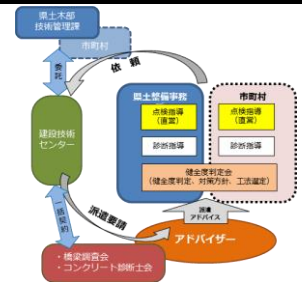 県土木部
技術管理課
市町村
委託
依頼
県土整備事務
市町村
点検指導
(直営)
点検指導
(直営)
診断指導
診断指導
建設技術
センター
健全度判定会
(健全度判定、対策方針、工法選定)
派遣
アドバイス
派遣要請
一括契約
アドバイザー
・橋梁調査会
・コンクリート診断士会